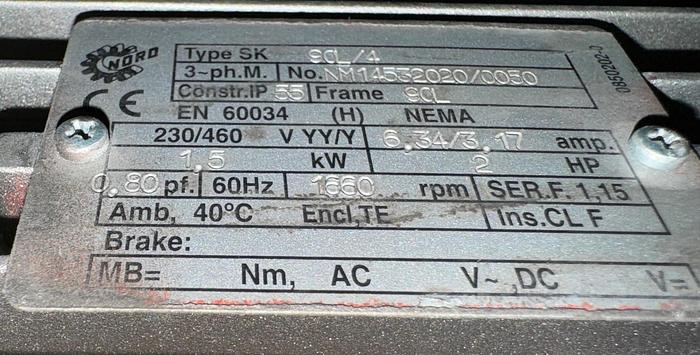 NORD
Type SK 90L/4
3~ph.M. No. NM14532020/0050
Constr.IP 55 Frame 90L
0950202-0
EN 60034 (H) NEMA
230/460 V YY/Y 6,34/3,17 amp.
1,5 kW 2 HP
0,80 pf. 60Hz 1660 rpm SER.F. 1,15
Amb, 40°C Encl,TE Ins.CL F
Brake:
MB= Nm, AC V~,DC V=